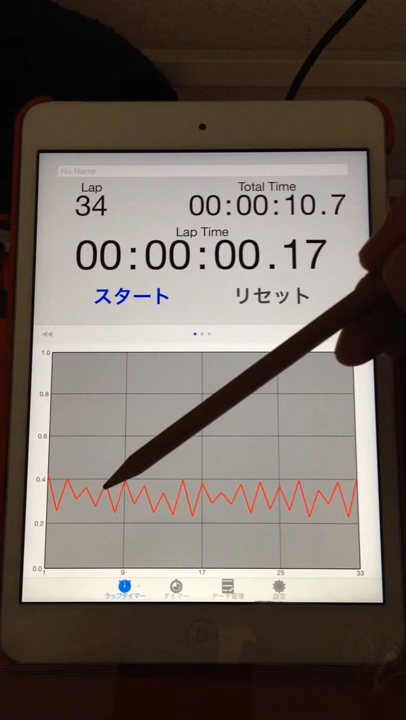 No Name
Lap
Total Time
34
00:00:10.7
Lap Time
00:00:00.17
スタート
リセット
1.0
0.8
0.6
0.4
0.2
0.0
1
9
17
25
33
ラップタイマー
タイマー
データ管理
設定